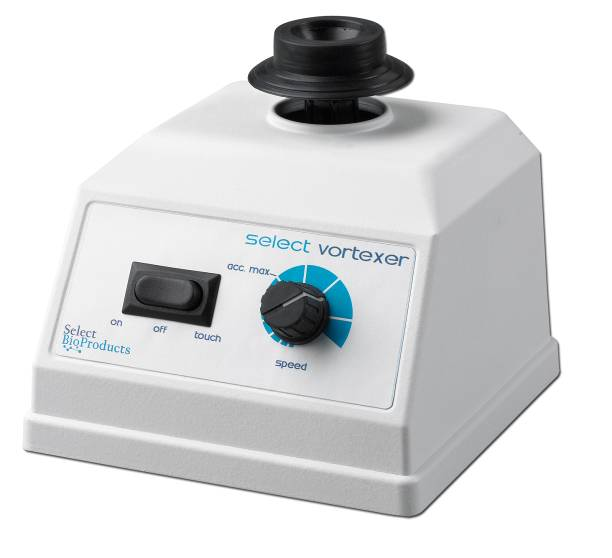 select vortexer
acc. max
on
off
touch
speed
Select
BioProducts